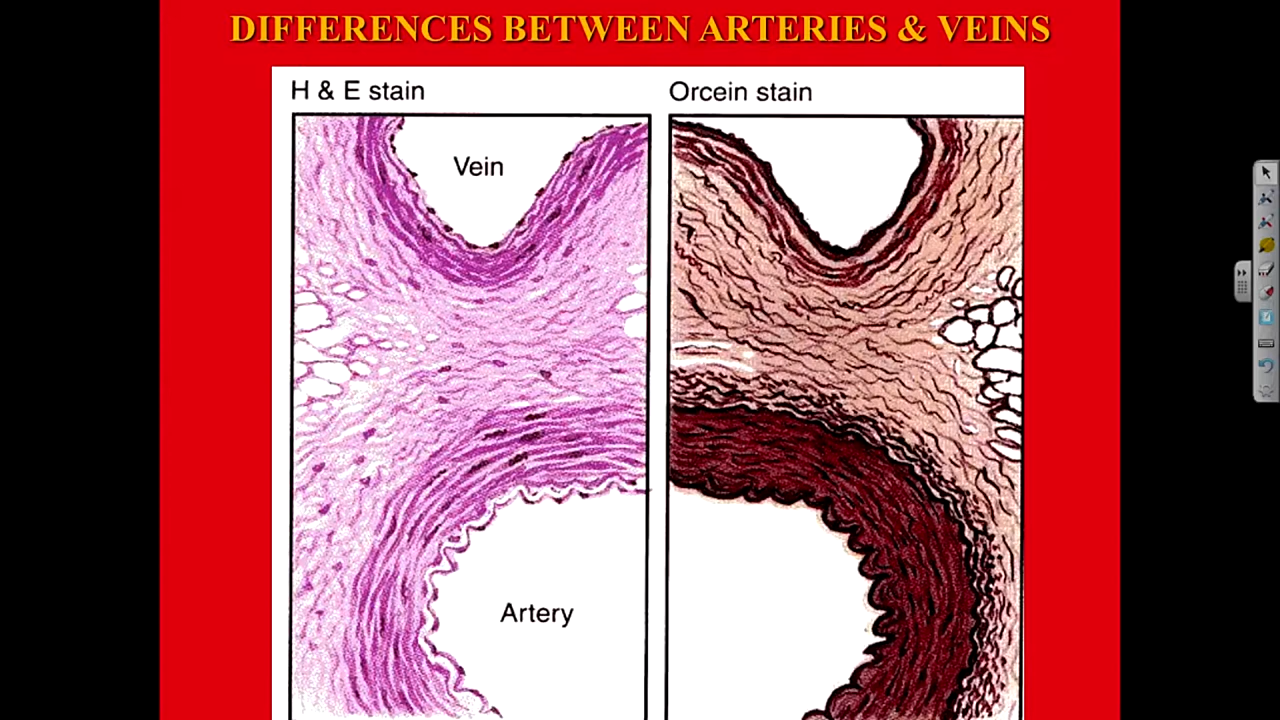 DIFFERENCES BETWEEN ARTERIES & VEINS
H & E stain
Orcein stain
Vein
Artery